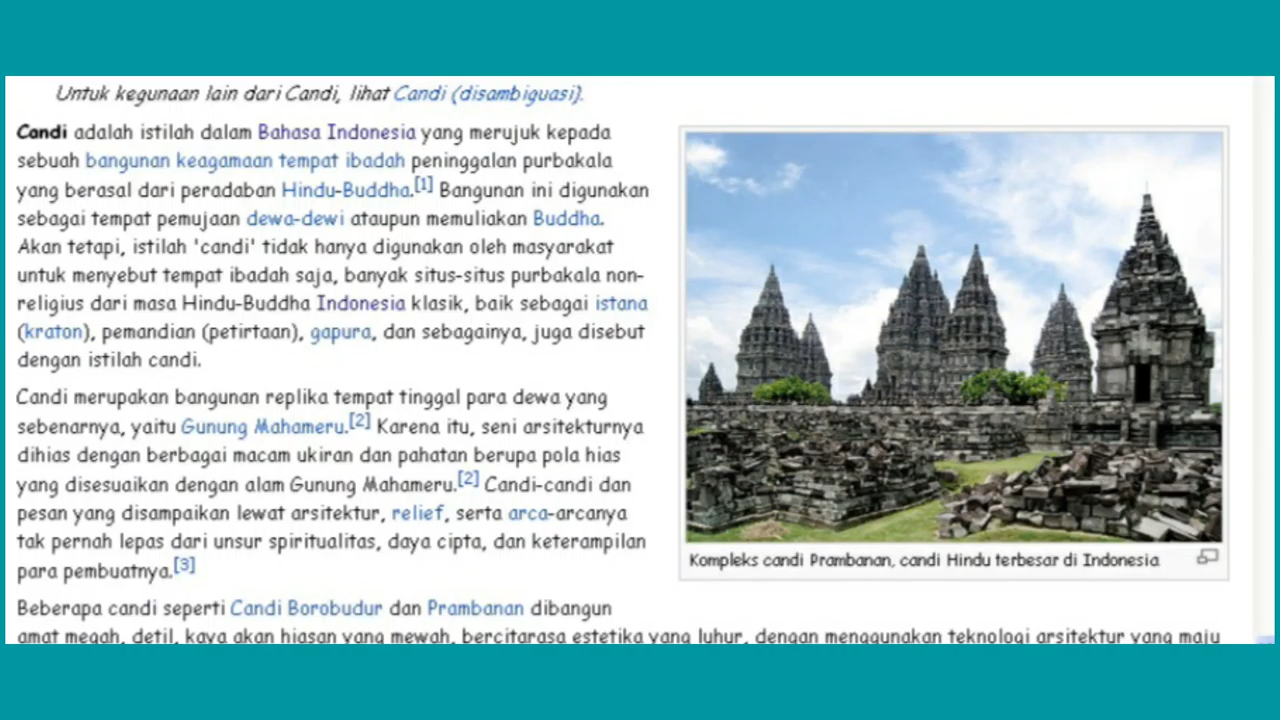 Untuk kegunaan lain dari Candi, lihat Candi (disambiguasi).
Candi adalah istilah dalam Bahasa Indonesia yang merujuk kepada
sebuah bangunan keagamaan tempat ibadah peninggalan purbakala
yang berasal dari peradaban Hindu-Buddha.[1] Bangunan ini digunakan
sebagai tempat pemujaan dewa-dewi ataupun memuliakan Buddha.
Akan tetapi, istilah 'candi' tidak hanya digunakan oleh masyarakat
untuk menyebut tempat ibadah saja, banyak situs-situs purbakala non-
religius dari masa Hindu-Buddha Indonesia klasik, baik sebagai istana
(kraton), pemandian (petirtaan), gapura, dan sebagainya, juga disebut
dengan istilah candi.
Candi merupakan bangunan replika tempat tinggal para dewa yang
sebenarnya, yaitu Gunung Mahameru.[2] Karena itu, seni arsitekturnya
dihias dengan berbagai macam ukiran dan pahatan berupa pola hias
yang disesuaikan dengan alam Gunung Mahameru.[2] Candi-candi dan
pesan yang disampaikan lewat arsitektur, relief, serta arca-arcanya
tak pernah lepas dari unsur spiritualitas, daya cipta, dan keterampilan
para pembuatnya.[3]
Beberapa candi seperti Candi Borobudur dan Prambanan dibangun
amat megah, detil, kaya akan hiasan yang mewah, bercitarasa estetika yang luhur, dengan menggunakan teknologi arsitektur yang maju
Kompleks candi Prambanan, candi Hindu terbesar di Indonesia